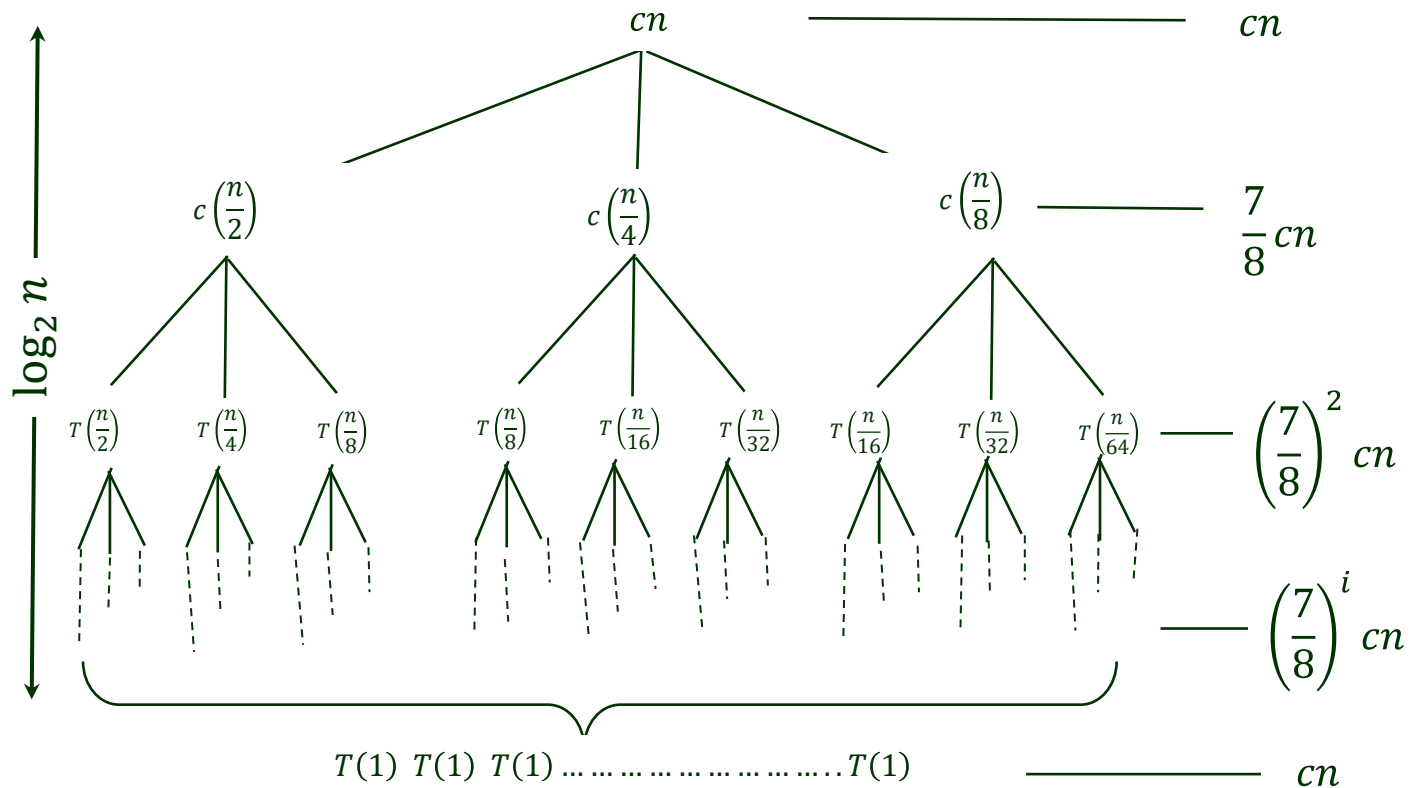 cn cn
c(n/2) c(n/4) c(n/8) 7/8 cn
log₂ n
T(n/2) T(n/4) T(n/8) T(n/8) T(n/16) T(n/32) T(n/16) T(n/32) T(n/64) (7/8)² cn
(7/8)ⁱ cn
T(1) T(1) T(1) … … … … … … … … … . . T(1) cn